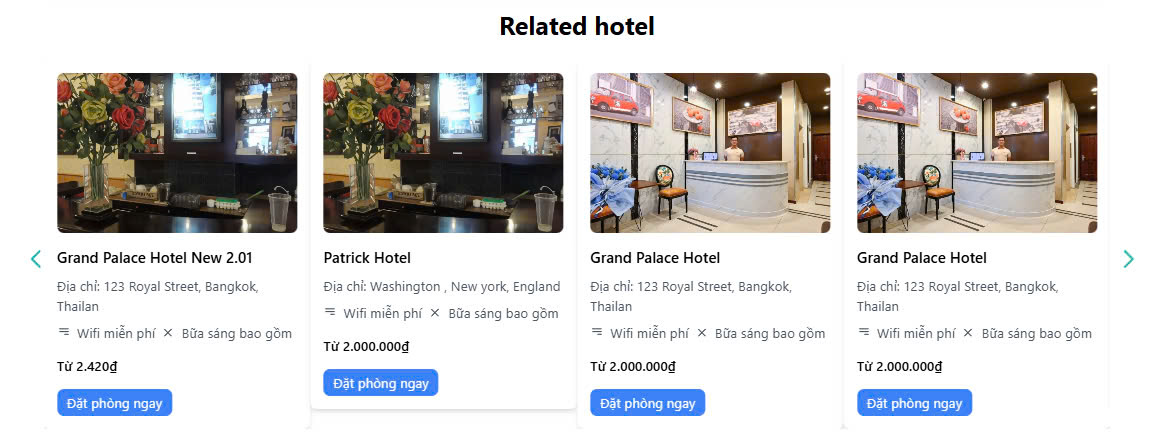 Related hotel
Grand Palace Hotel New 2.01
Địa chỉ: 123 Royal Street, Bangkok,
Thailan
Wifi miễn phí
Bữa sáng bao gồm
Từ 2.420₫
Đặt phòng ngay
Patrick Hotel
Địa chỉ: Washington , New york, England
Wifi miễn phí
Bữa sáng bao gồm
Từ 2.000.000₫
Đặt phòng ngay
Grand Palace Hotel
Địa chỉ: 123 Royal Street, Bangkok,
Thailan
Wifi miễn phí
Bữa sáng bao gồm
Từ 2.000.000₫
Đặt phòng ngay
Grand Palace Hotel
Địa chỉ: 123 Royal Street, Bangkok,
Thailan
Wifi miễn phí
Bữa sáng bao gồm
Từ 2.000.000₫
Đặt phòng ngay